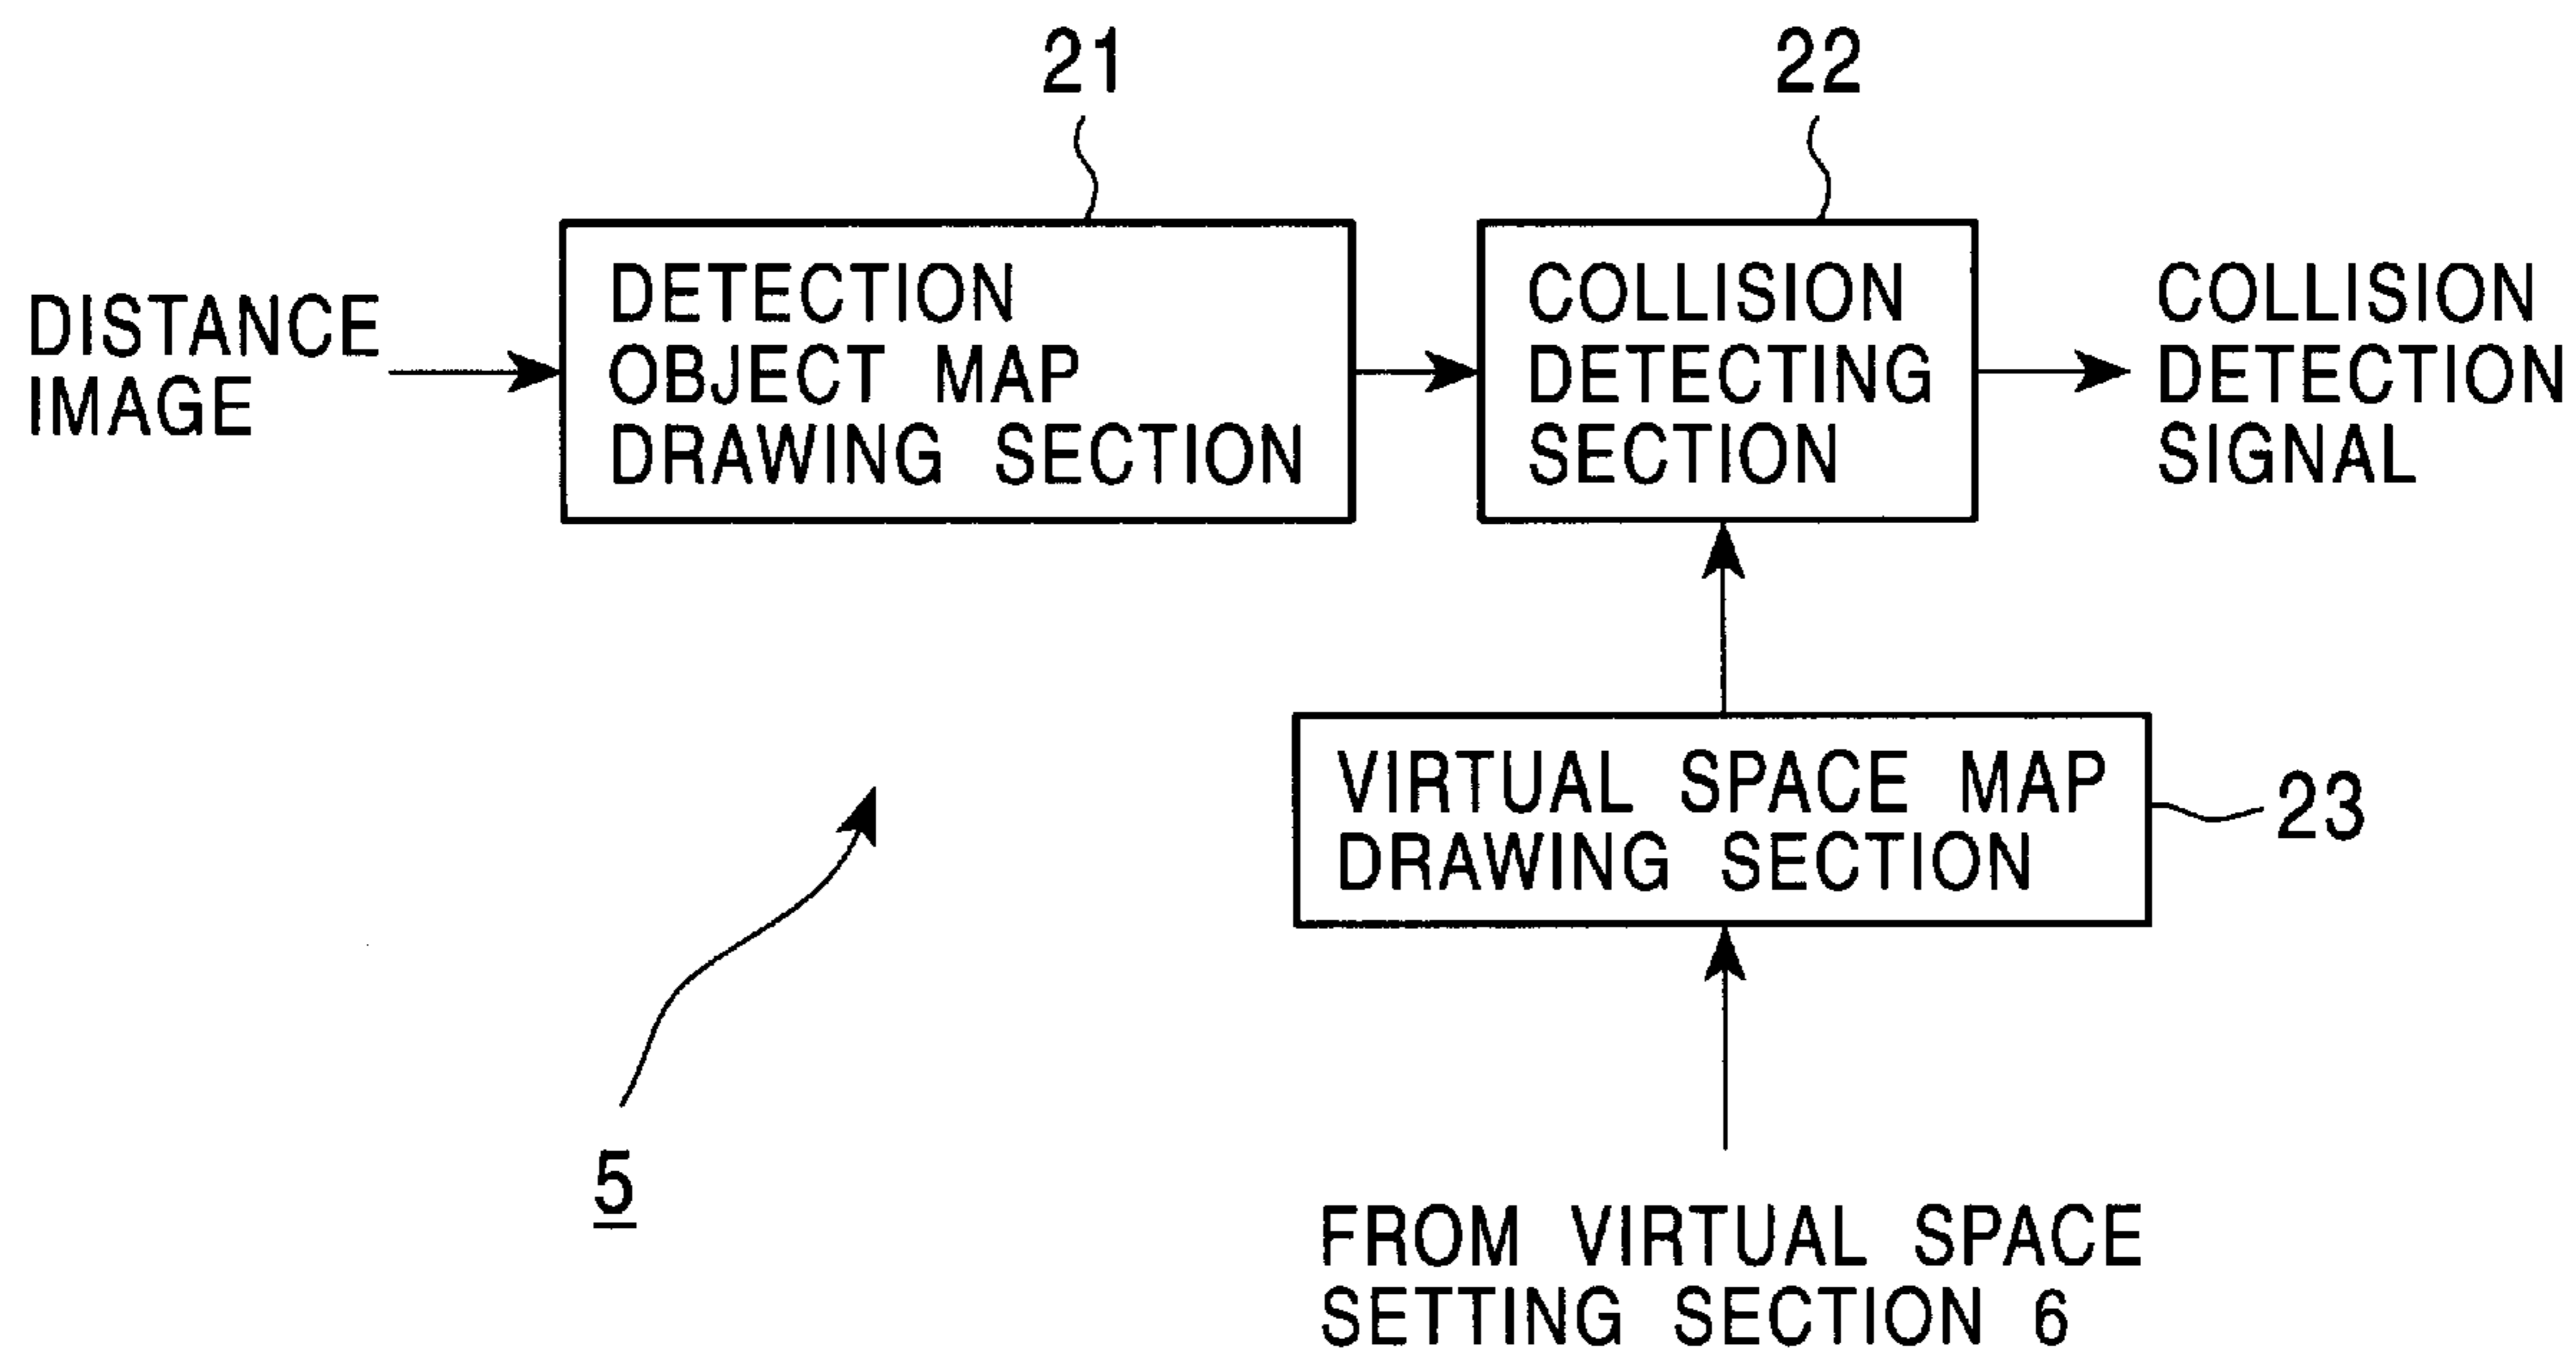 21
22
DISTANCE
IMAGE
DETECTION
OBJECT MAP
DRAWING SECTION
COLLISION
DETECTING
SECTION
COLLISION
DETECTION
SIGNAL
VIRTUAL SPACE MAP
DRAWING SECTION
23
5
FROM VIRTUAL SPACE
SETTING SECTION 6